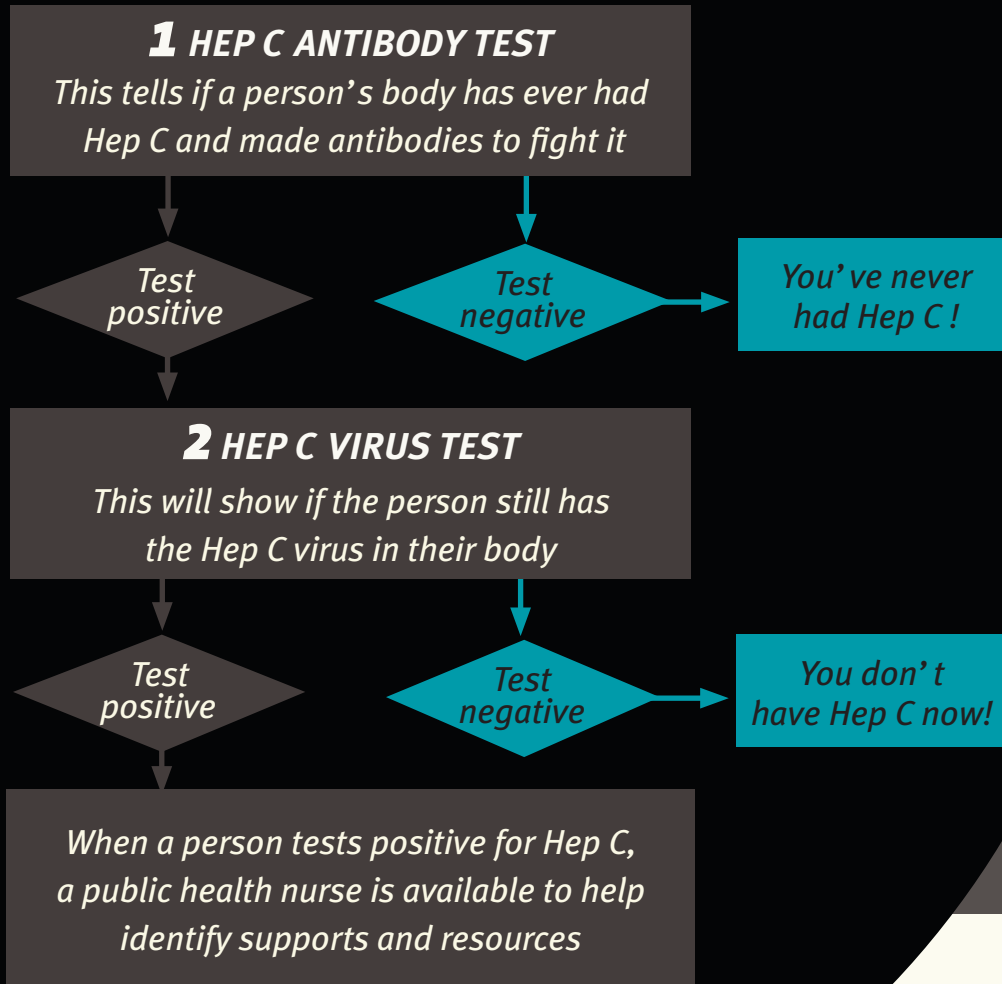 1 HEP C ANTIBODY TEST
This tells if a person's body has ever had
Hep C and made antibodies to fight it
Test
positive
Test
negative
You've never
had Hep C !
2 HEP C VIRUS TEST
This will show if the person still has
the Hep C virus in their body
Test
positive
Test
negative
You don't
have Hep C now!
When a person tests positive for Hep C,
a public health nurse is available to help
identify supports and resources